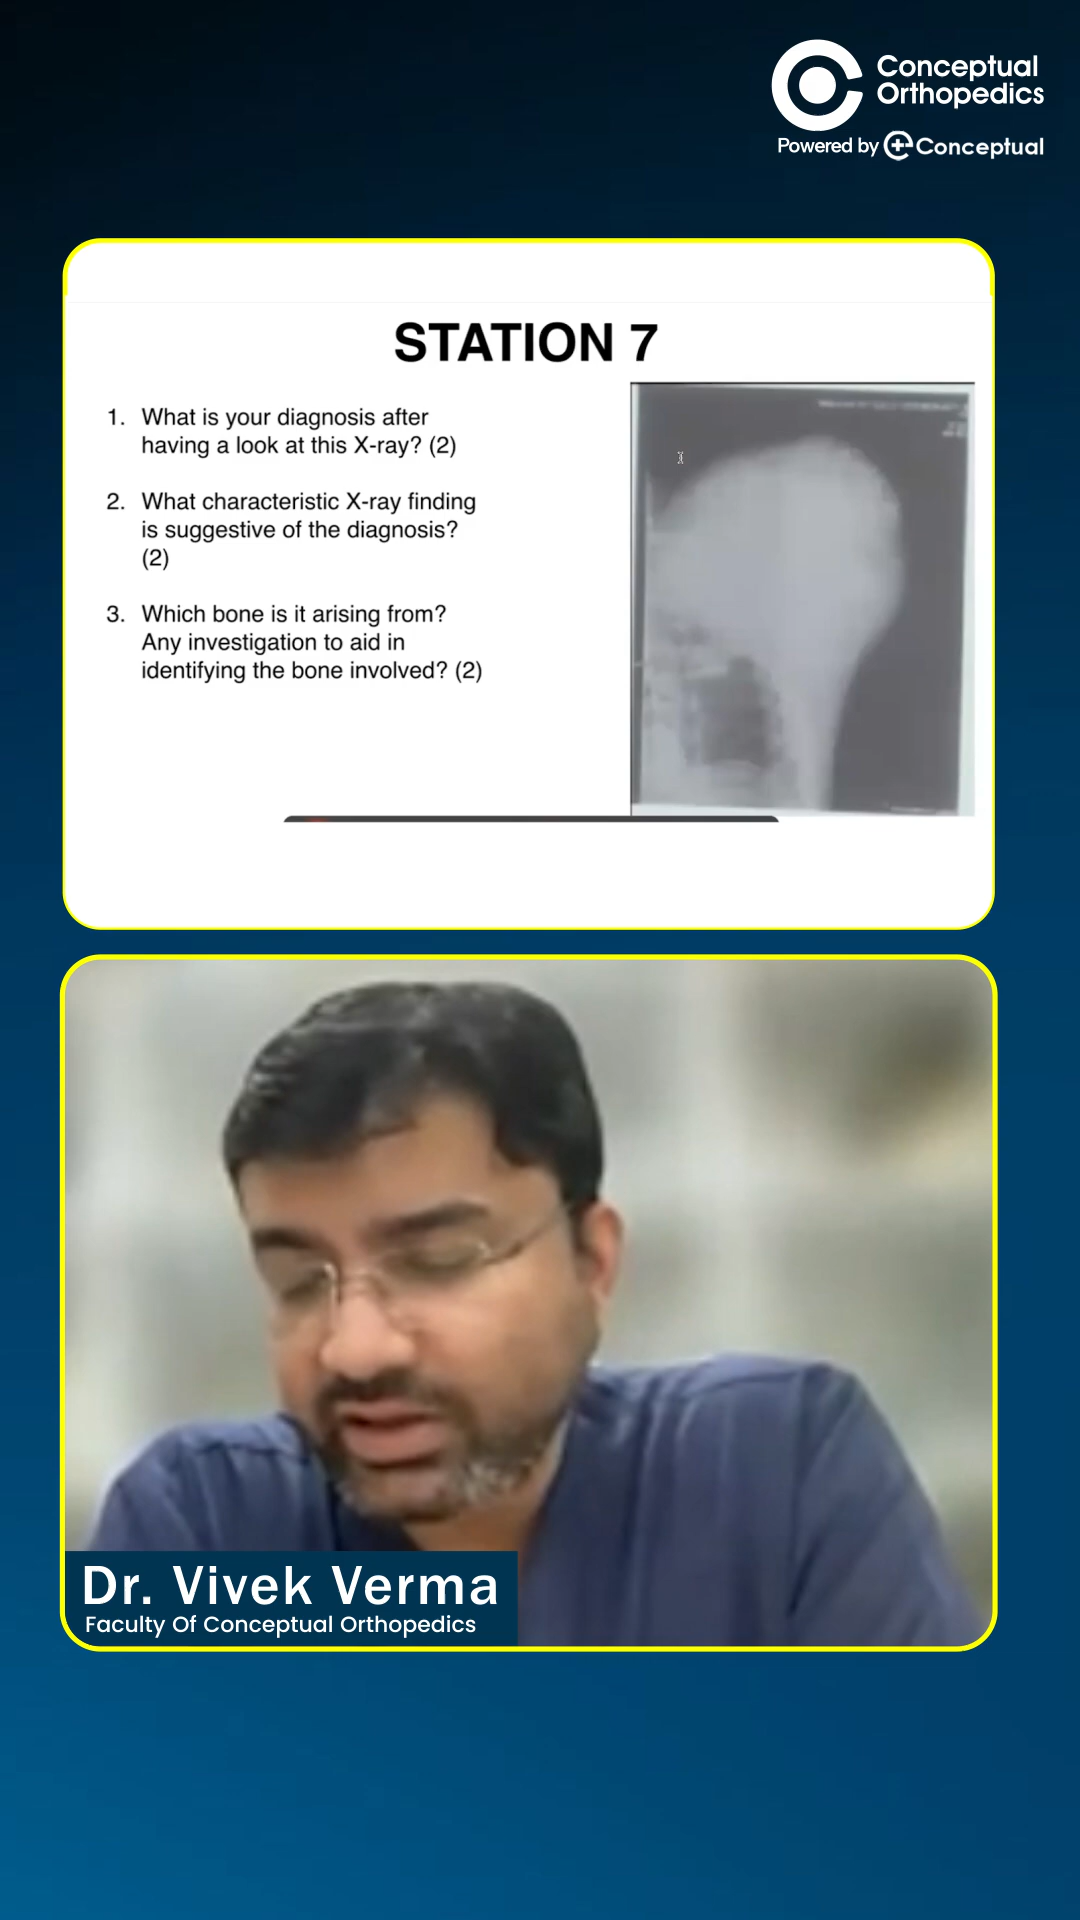 Conceptual
Orthopedics
Powered by Conceptual
STATION 7
1. What is your diagnosis after
having a look at this X-ray? (2)
2. What characteristic X-ray finding
is suggestive of the diagnosis?
(2)
3. Which bone is it arising from?
Any investigation to aid in
identifying the bone involved? (2)
Dr. Vivek Verma
Faculty Of Conceptual Orthopedics